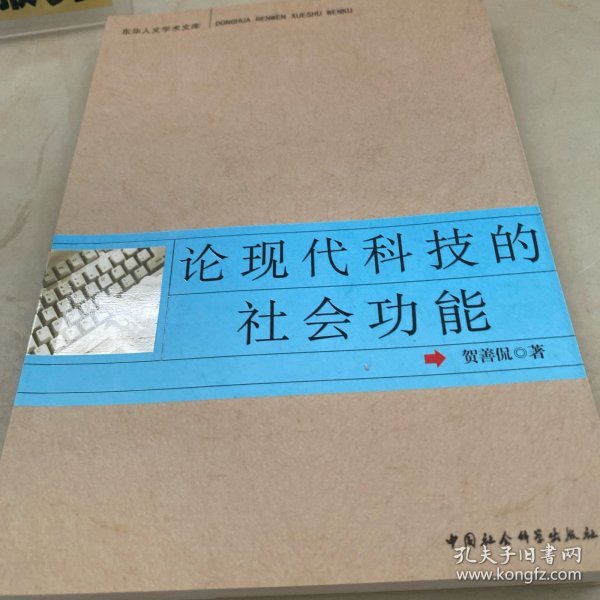 东华人文学术文库 DONGHUA RENWEN XUESHU WENKU
论现代科技的
社会功能
贺善侃◎著
中国社会科学出版社
孔夫子旧书网
www.kongfz.com